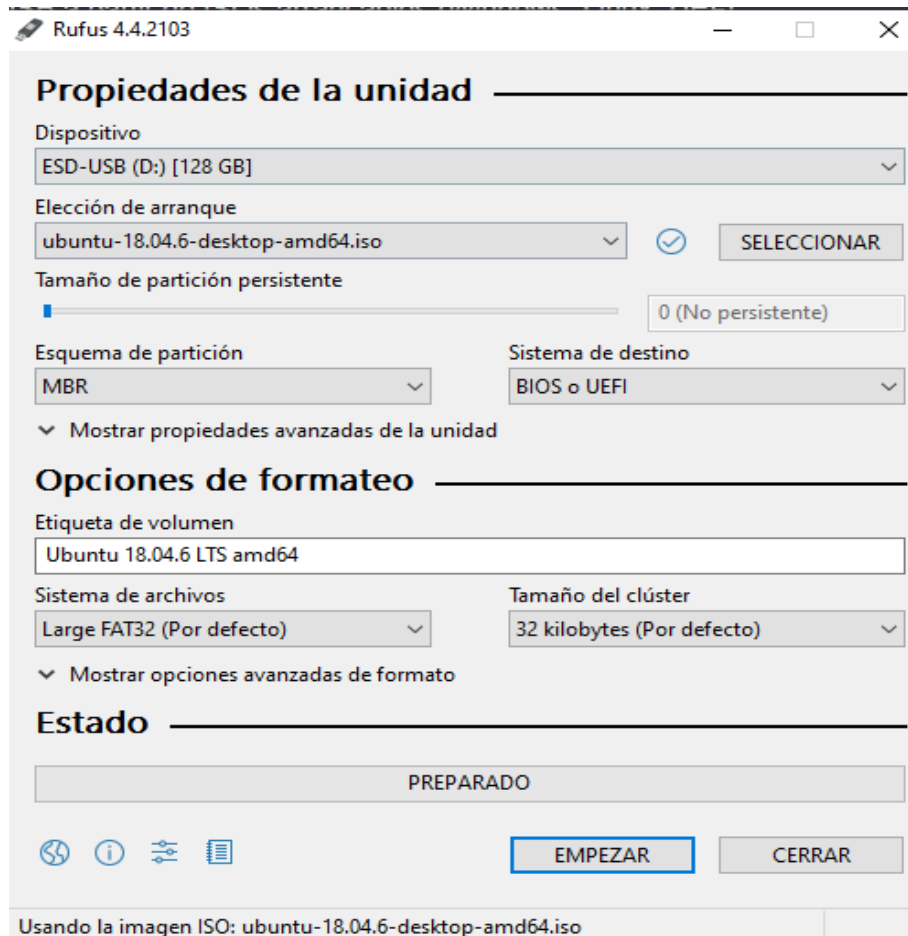 Rufus 4.4.2103
Propiedades de la unidad
Dispositivo
ESD-USB (D:) [128 GB]
Elección de arranque
ubuntu-18.04.6-desktop-amd64.iso
SELECCIONAR
Tamaño de partición persistente
0 (No persistente)
Esquema de partición
Sistema de destino
MBR
BIOS o UEFI
Mostrar propiedades avanzadas de la unidad
Opciones de formateo
Etiqueta de volumen
Ubuntu 18.04.6 LTS amd64
Sistema de archivos
Tamaño del clúster
Large FAT32 (Por defecto)
32 kilobytes (Por defecto)
Mostrar opciones avanzadas de formato
Estado
PREPARADO
EMPEZAR
CERRAR
Usando la imagen ISO: ubuntu-18.04.6-desktop-amd64.iso